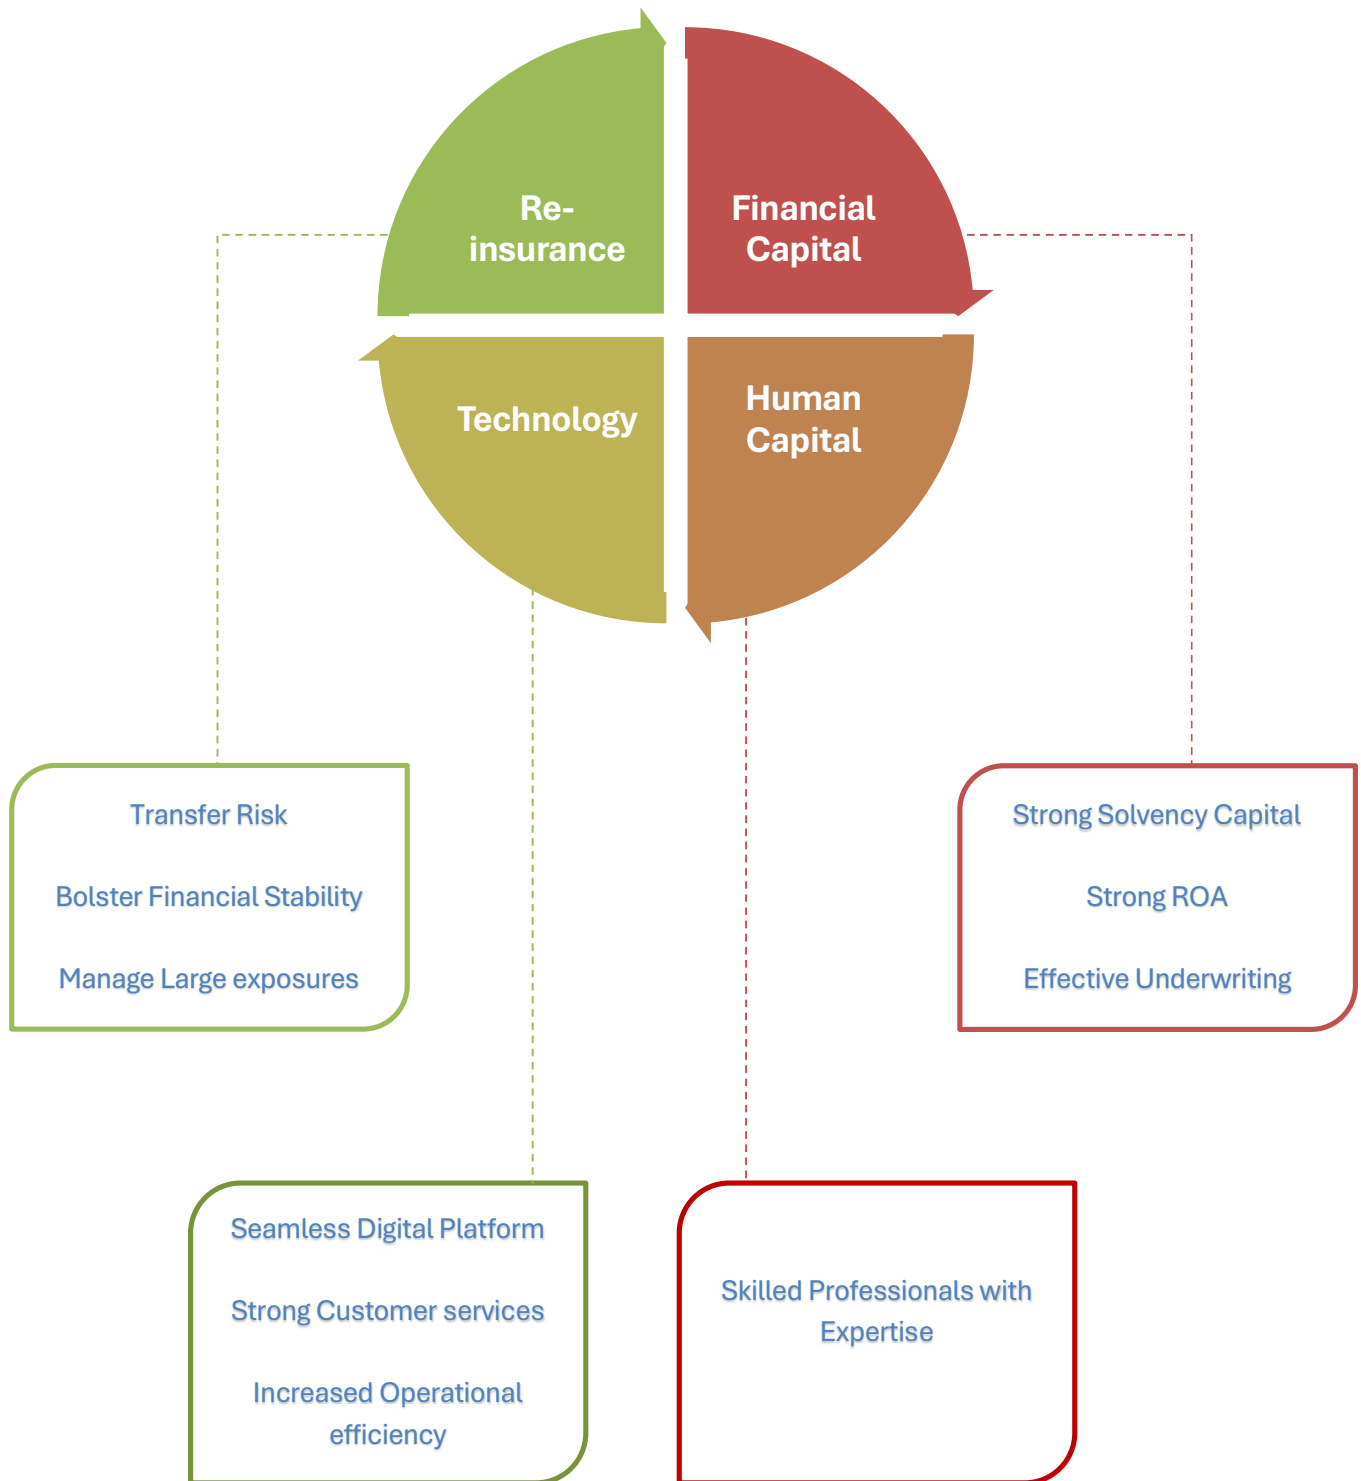 Re-
insurance
Financial
Capital
Technology
Human
Capital
Transfer Risk
Bolster Financial Stability
Manage Large exposures
Strong Solvency Capital
Strong ROA
Effective Underwriting
Seamless Digital Platform
Strong Customer services
Increased Operational
efficiency
Skilled Professionals with
Expertise